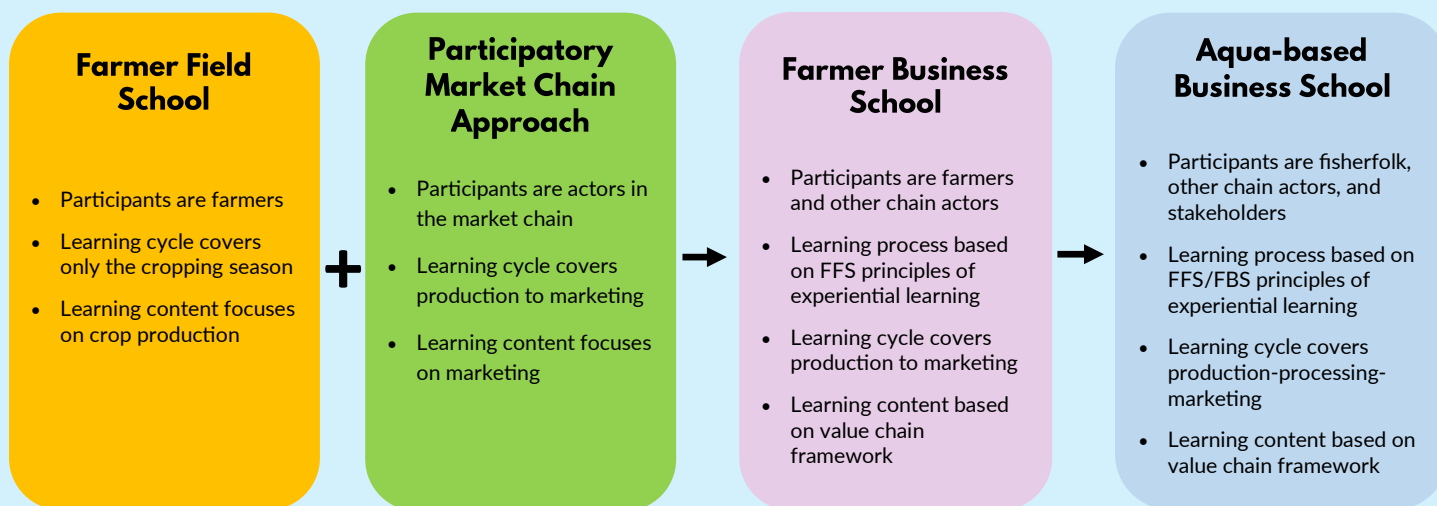 Farmer Field
School
• Participants are farmers
• Learning cycle covers
only the cropping season
• Learning content focuses
on crop production
+
Participatory
Market Chain
Approach
• Participants are actors in
the market chain
• Learning cycle covers
production to marketing
• Learning content focuses
on marketing
Farmer Business
School
• Participants are farmers
and other chain actors
• Learning process based
on FFS principles of
experiential learning
• Learning cycle covers
production to marketing
• Learning content based
on value chain
framework
Aqua-based
Business School
• Participants are fisherfolk,
other chain actors, and
stakeholders
• Learning process based on
FFS/FBS principles of
experiential learning
• Learning cycle covers
production-processing-
marketing
• Learning content based on
value chain framework